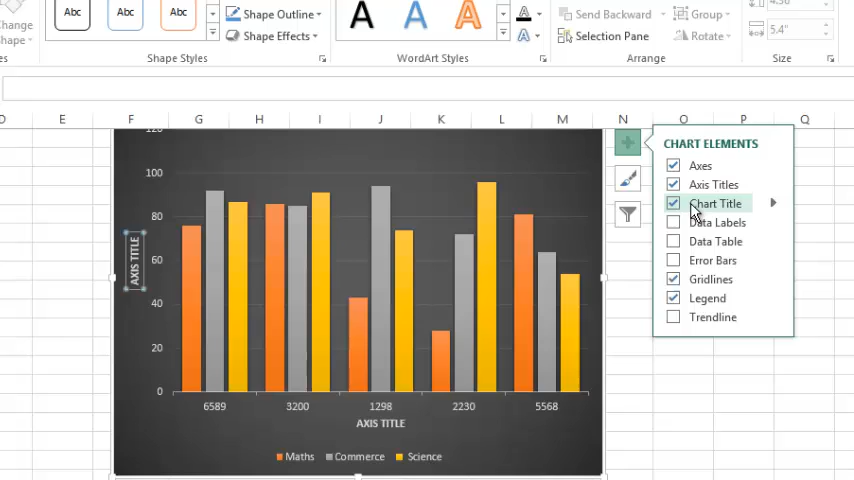 Change
Shape
Abc Abc Abc
Shape Outline
Shape Effects
Shape Styles
A A A
A
A
WordArt Styles
Send Backward
Selection Pane
Group
Rotate
Arrange
5.4"
Size
E F G H I J K L M N O P Q
120
100
80
60
40
20
0
AXIS TITLE
6589 3200 1298 2230 5568
AXIS TITLE
Maths Commerce Science
CHART ELEMENTS
Axes
Axis Titles
Chart Title
Data Labels
Data Table
Error Bars
Gridlines
Legend
Trendline